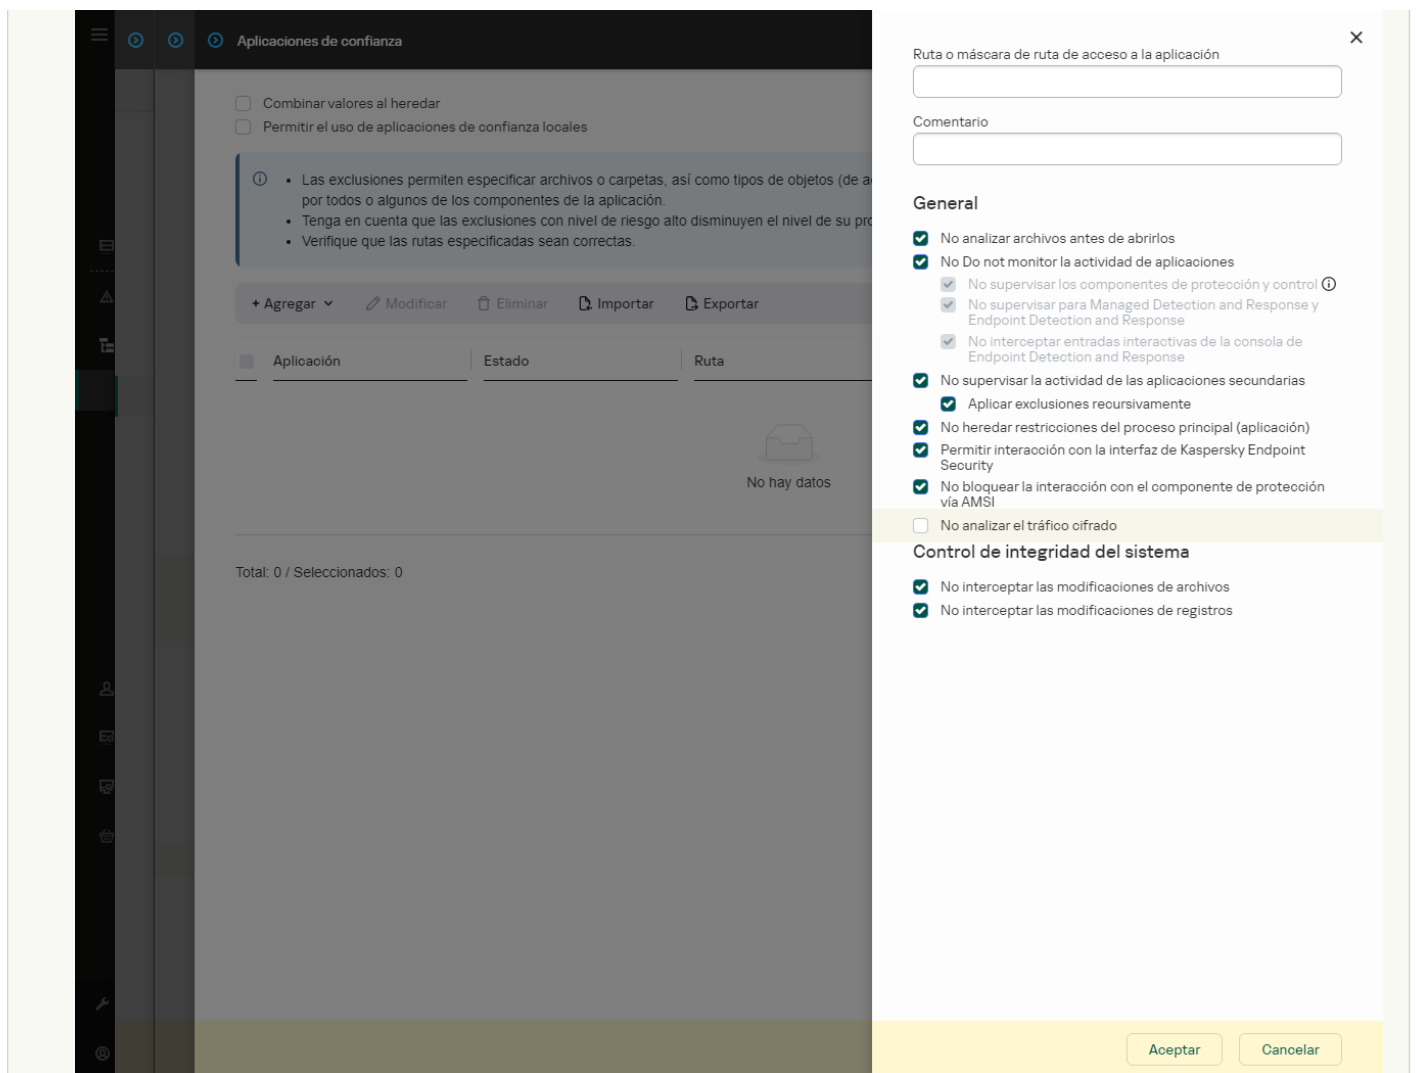 Aplicaciones de confianza
Combinar valores al heredar
Permitir el uso de aplicaciones de confianza locales
Las exclusiones permiten especificar archivos o carpetas, así como tipos de objetos (de a
por todos o algunos de los componentes de la aplicación.
Tenga en cuenta que las exclusiones con nivel de riesgo alto disminuyen el nivel de su pro
Verifique que las rutas especificadas sean correctas.
+ Agregar Modificar Eliminar Importar Exportar
Aplicación Estado Ruta
No hay datos
Total: 0 / Seleccionados: 0
Ruta o máscara de ruta de acceso a la aplicación
Comentario
General
No analizar archivos antes de abrirlos
No Do not monitor la actividad de aplicaciones
No supervisar los componentes de protección y control
No supervisar para Managed Detection and Response y
Endpoint Detection and Response
No interceptar entradas interactivas de la consola de
Endpoint Detection and Response
No supervisar la actividad de las aplicaciones secundarias
Aplicar exclusiones recursivamente
No heredar restricciones del proceso principal (aplicación)
Permitir interacción con la interfaz de Kaspersky Endpoint
Security
No bloquear la interacción con el componente de protección
vía AMSI
No analizar el tráfico cifrado
Control de integridad del sistema
No interceptar las modificaciones de archivos
No interceptar las modificaciones de registros
Aceptar Cancelar